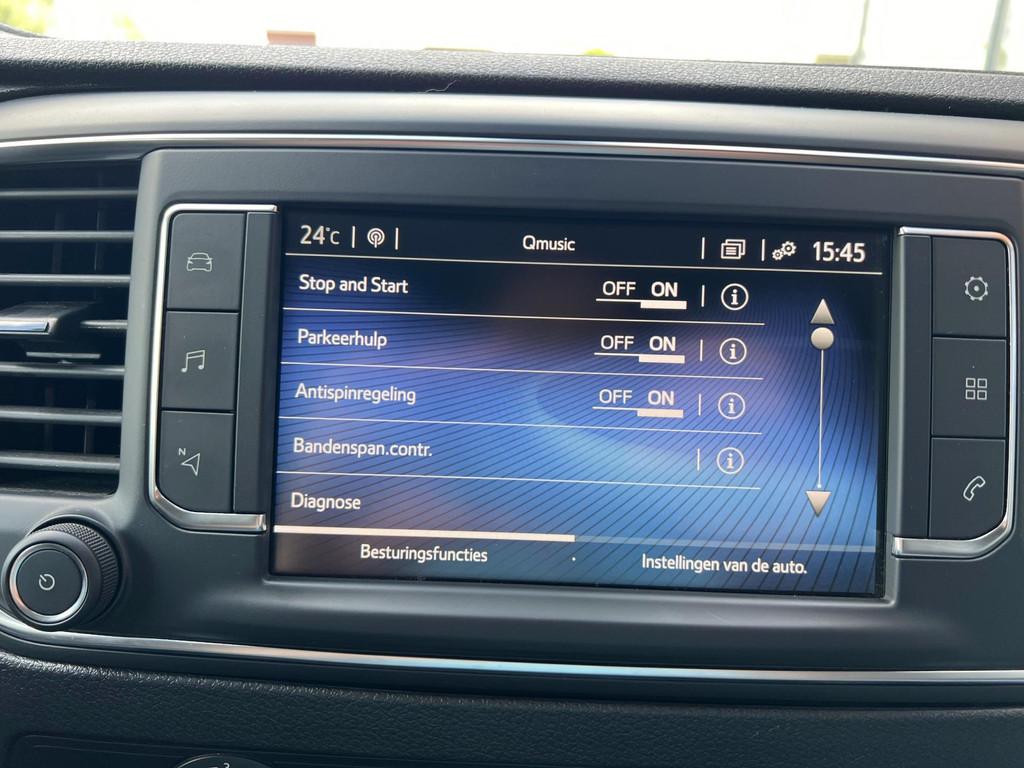 24°C Qmusic 15:45
Stop and Start OFF ON i
Parkeerhulp OFF ON i
Antispinregeling OFF ON i
Bandenspan.contr. i
Diagnose
Besturingsfuncties Instellingen van de auto.
N